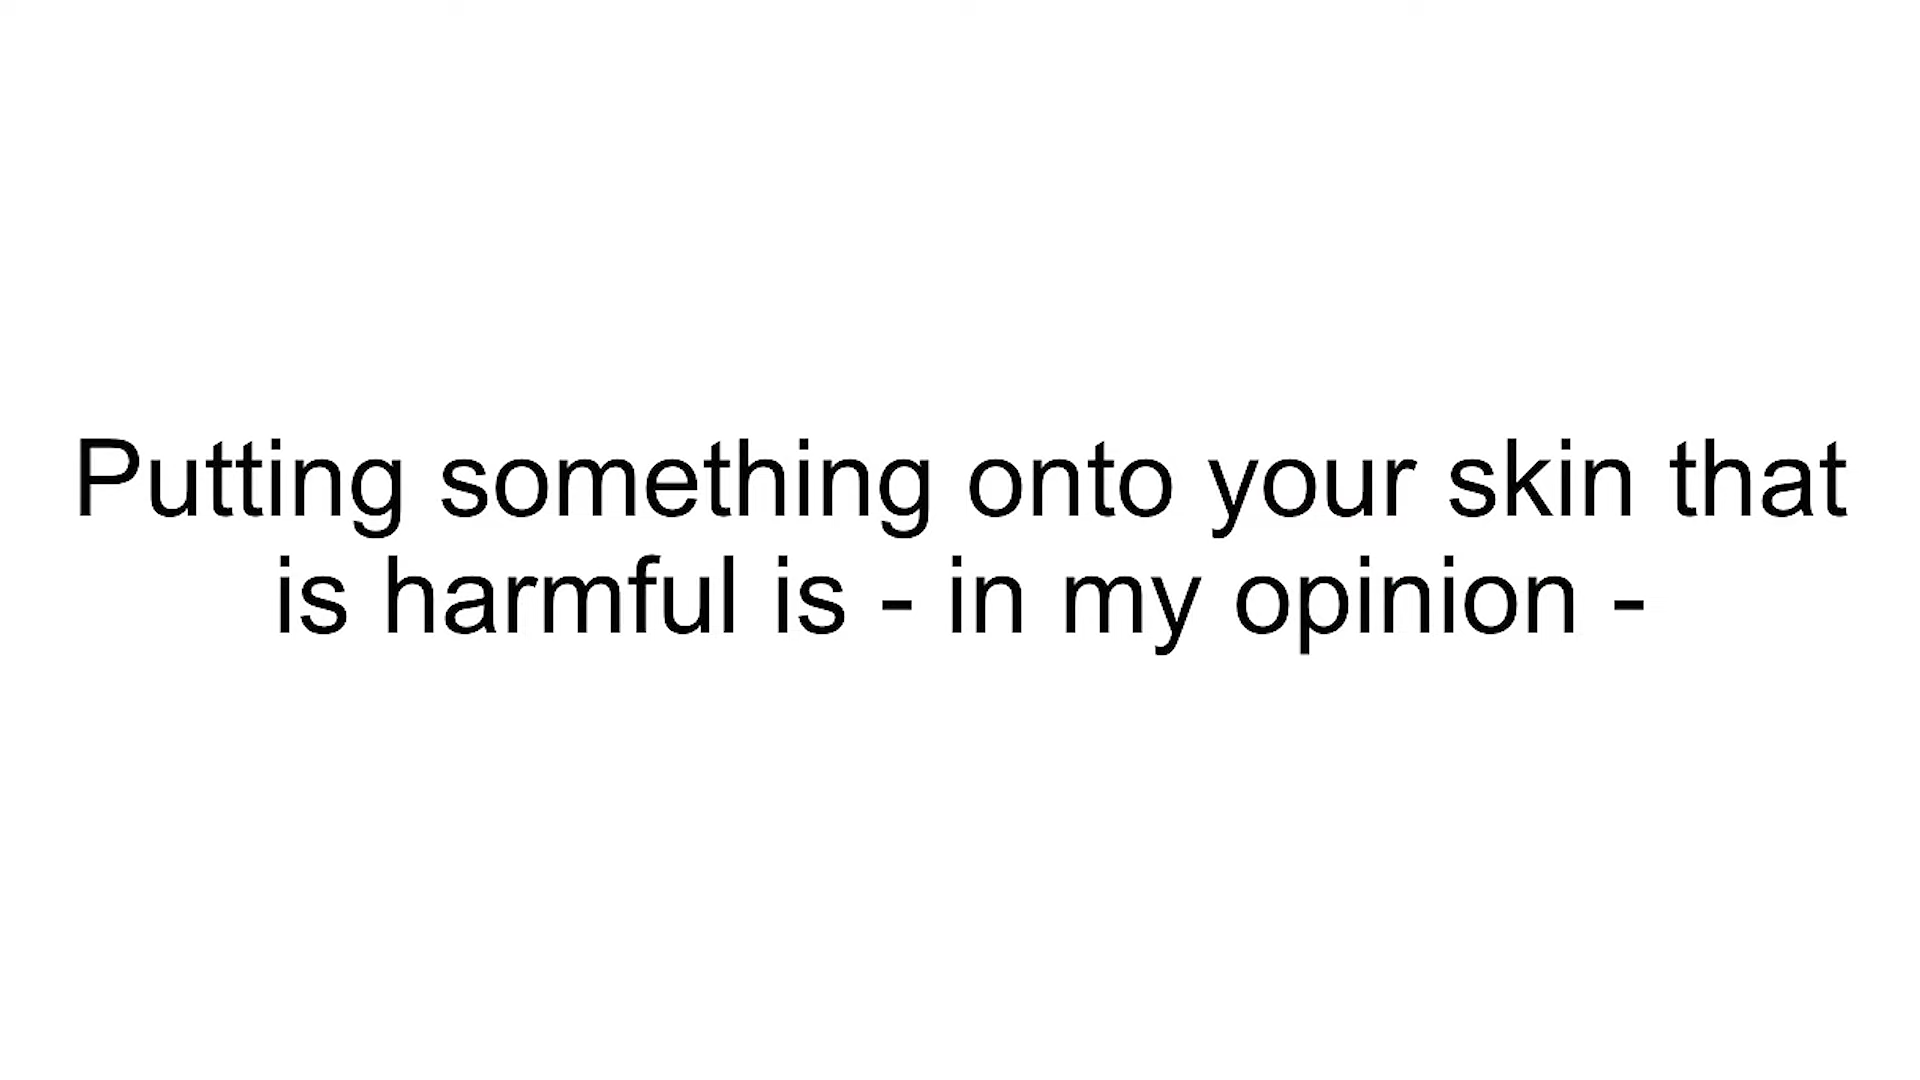 Putting something onto your skin that
is harmful is - in my opinion -